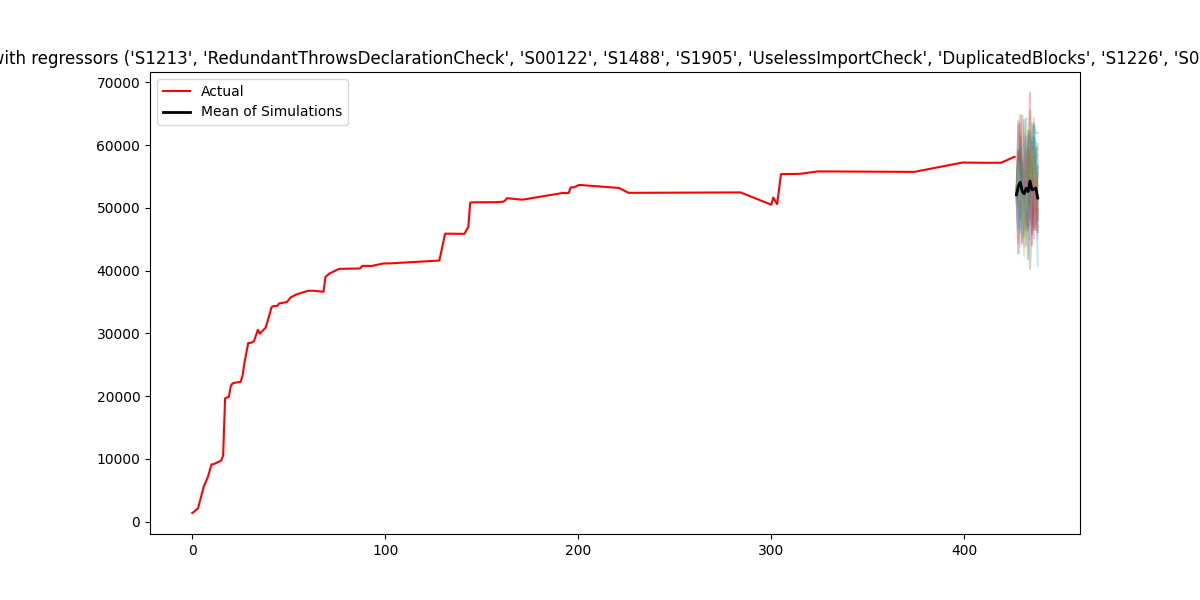 with regressors ('S1213', 'RedundantThrowsDeclarationCheck', 'S00122', 'S1488', 'S1905', 'UselessImportCheck', 'DuplicatedBlocks', 'S1226', 'S0
Actual
Mean of Simulations
70000
60000
50000
40000
30000
20000
10000
0
0 100 200 300 400